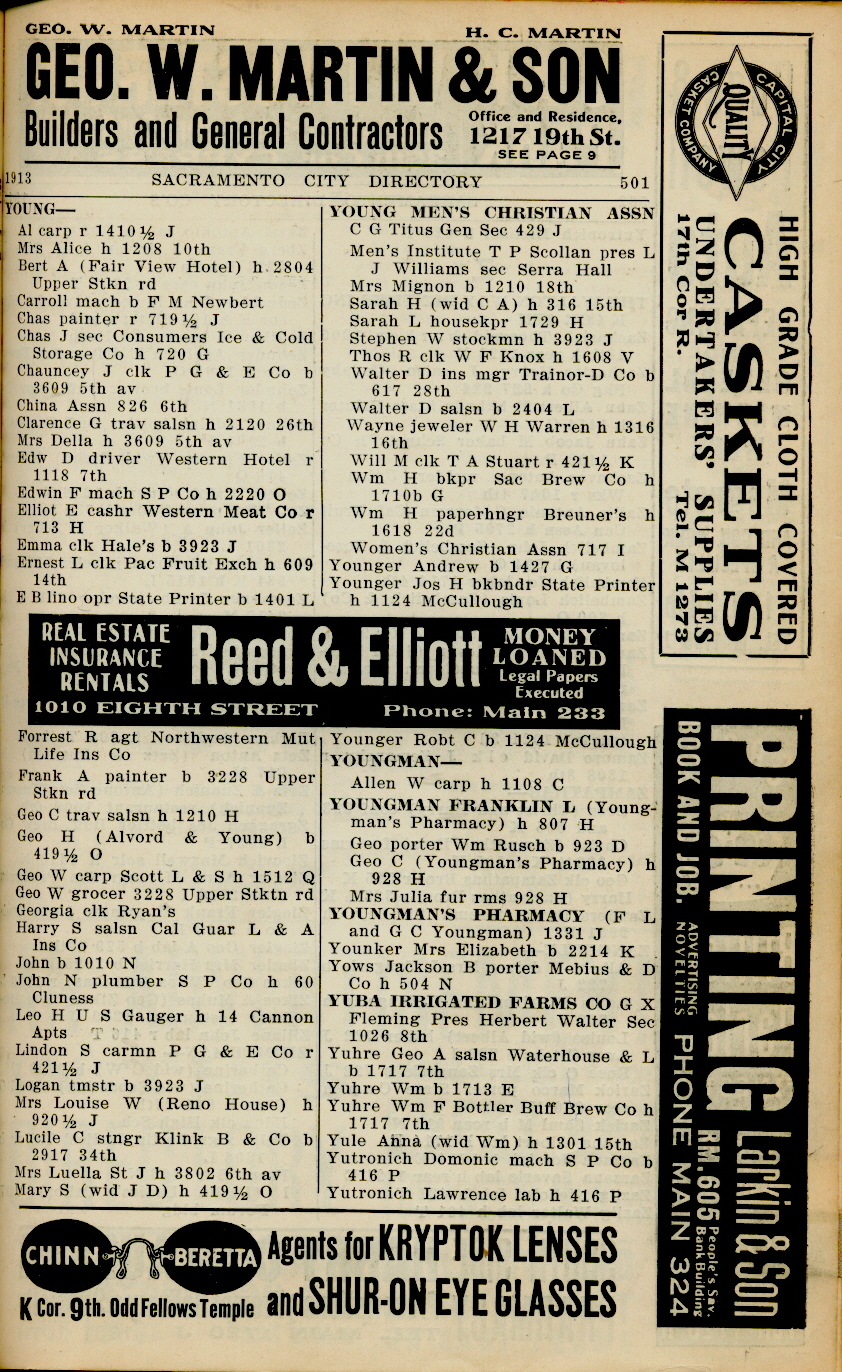 GEO. W. MARTIN
H. C. MARTIN
GEO. W. MARTIN & SON
Builders and General Contractors
Office and Residence,
1217 19th St.
SEE PAGE 9
1913
SACRAMENTO CITY DIRECTORY
501
YOUNG—
Al carp r 1410½ J
Mrs Alice h 1208 10th
Bert A (Fair View Hotel) h 2804
Upper Stkn rd
Carroll mach b F M Newbert
Chas painter r 719½ J
Chas J sec Consumers Ice & Cold
Storage Co h 720 G
Chauncey J clk P G & E Co b
3609 5th av
China Assn 826 6th
Clarence G trav salsn h 2120 26th
Mrs Della h 3609 5th av
Edw D driver Western Hotel r
1118 7th
Edwin F mach S P Co h 2220 O
Elliot E cashr Western Meat Co r
713 H
Emma clk Hale's b 3923 J
Ernest L clk Pac Fruit Exch h 609
14th
E B lino opr State Printer b 1401 L
YOUNG MEN'S CHRISTIAN ASSN
C G Titus Gen Sec 429 J
Men's Institute T P Scollan pres L
J Williams sec Serra Hall
Mrs Mignon b 1210 18th
Sarah H (wid C A) h 316 15th
Sarah L housekpr 1729 H
Stephen W stockmn h 3923 J
Thos R clk W F Knox h 1608 V
Walter D ins mgr Trainor-D Co b
617 28th
Walter D salsn b 2404 L
Wayne jeweler W H Warren h 1316
16th
Will M clk T A Stuart r 421½ K
Wm H bkpr Sac Brew Co h
1710b G
Wm H paperhngr Breuner's h
1618 22d
Women's Christian Assn 717 I
Younger Andrew b 1427 G
Younger Jos H bkbndr State Printer
h 1124 McCullough
REAL ESTATE
INSURANCE
RENTALS
Reed & Elliott
MONEY
LOANED
Legal Papers
Executed
1010 EIGHTH STREET
Phone: Main 233
Forrest R agt Northwestern Mut
Life Ins Co
Frank A painter b 3228 Upper
Stkn rd
Geo C trav salsn h 1210 H
Geo H (Alvord & Young) b
419½ O
Geo W carp Scott L & S h 1512 Q
Geo W grocer 3228 Upper Stktn rd
Georgia clk Ryan's
Harry S salsn Cal Guar L & A
Ins Co
John b 1010 N
John N plumber S P Co h 60
Cluness
Leo H U S Gauger h 14 Cannon
Apts
Lindon S carmn P G & E Co r
421½ J
Logan tmstr b 3923 J
Mrs Louise W (Reno House) h
920½ J
Lucile C stngr Klink B & Co b
2917 34th
Mrs Luella St J h 3802 6th av
Mary S (wid J D) h 419½ O
Younger Robt C b 1124 McCullough
YOUNGMAN—
Allen W carp h 1108 C
YOUNGMAN FRANKLIN L (Young-
man's Pharmacy) h 807 H
Geo porter Wm Rusch b 923 D
Geo C (Youngman's Pharmacy) h
928 H
Mrs Julia fur rms 928 H
YOUNGMAN'S PHARMACY (F L
and G C Youngman) 1331 J
Younker Mrs Elizabeth b 2214 K
Yows Jackson B porter Mebius & D
Co h 504 N
YUBA IRRIGATED FARMS CO G X
Fleming Pres Herbert Walter Sec
1026 8th
Yuhre Geo A salsn Waterhouse & L
b 1717 7th
Yuhre Wm b 1713 E
Yuhre Wm F Bottler Buff Brew Co h
1717 7th
Yule Anna (wid Wm) h 1301 15th
Yutronich Domonic mach S P Co b
416 P
Yutronich Lawrence lab h 416 P
CHINN BERETTA
K Cor. 9th. Odd Fellows Temple
Agents for KRYPTOK LENSES
and SHUR-ON EYE GLASSES
CAPITAL CITY
QUALITY
CASKET COMPANY
HIGH GRADE CLOTH COVERED
CASKETS
UNDERTAKERS' SUPPLIES
17th Cor R. Tel. M 1273
PRINTING
Larkin & Son
BOOK AND JOB.
ADVERTISING
NOVELTIES
PHONE MAIN 324
RM. 605
People's Sav.
Bank Building